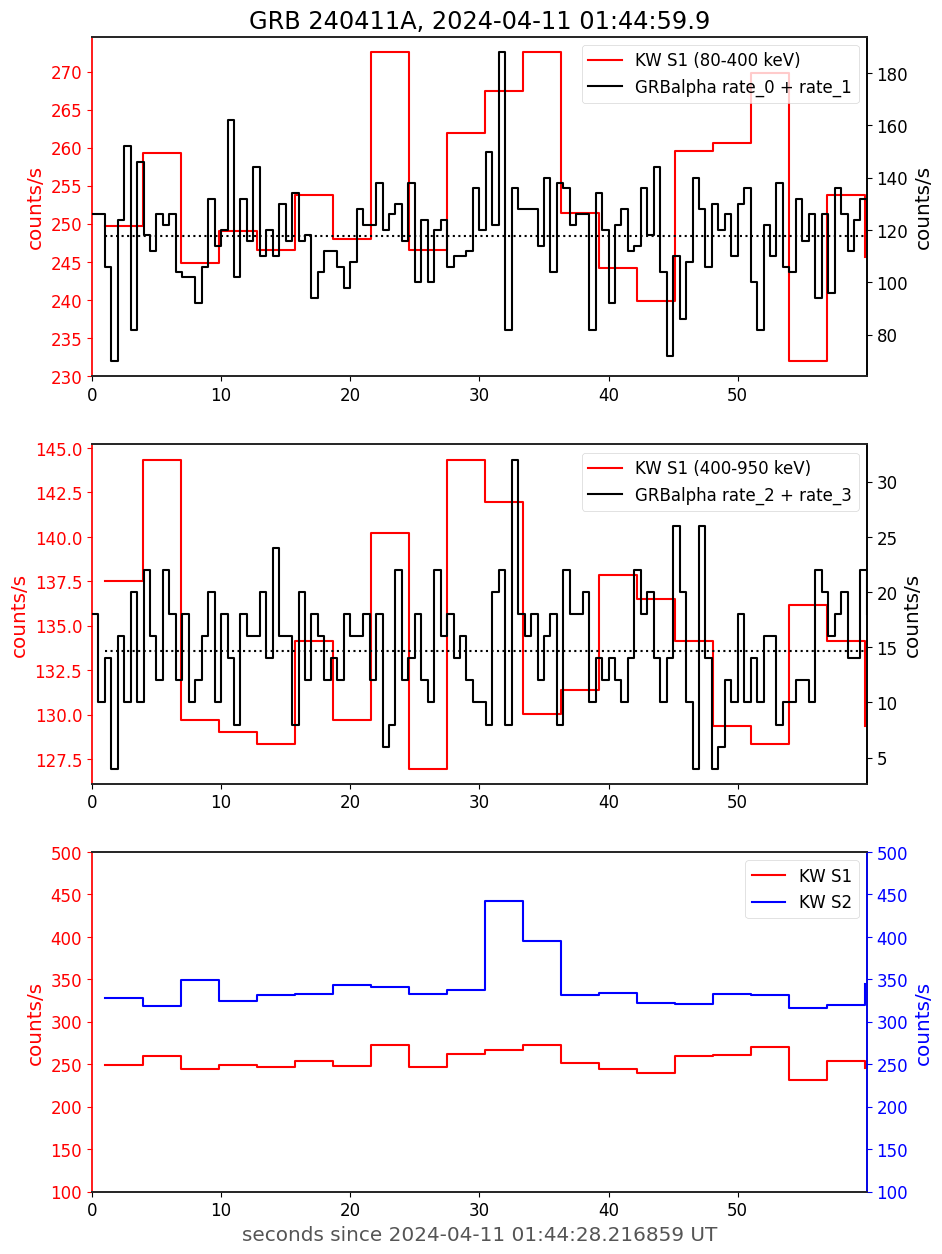 GRB 240411A, 2024-04-11 01:44:59.9
KW S1 (80-400 keV)
GRBalpha rate_0 + rate_1
counts/s
270
265
260
255
250
245
240
235
230
180
160
140
120
100
80
counts/s
0 10 20 30 40 50
KW S1 (400-950 keV)
GRBalpha rate_2 + rate_3
counts/s
145.0
142.5
140.0
137.5
135.0
132.5
130.0
127.5
30
25
20
15
10
5
counts/s
0 10 20 30 40 50
KW S1
KW S2
counts/s
500
450
400
350
300
250
200
150
100
500
450
400
350
300
250
200
150
100
counts/s
0 10 20 30 40 50
seconds since 2024-04-11 01:44:28.216859 UT